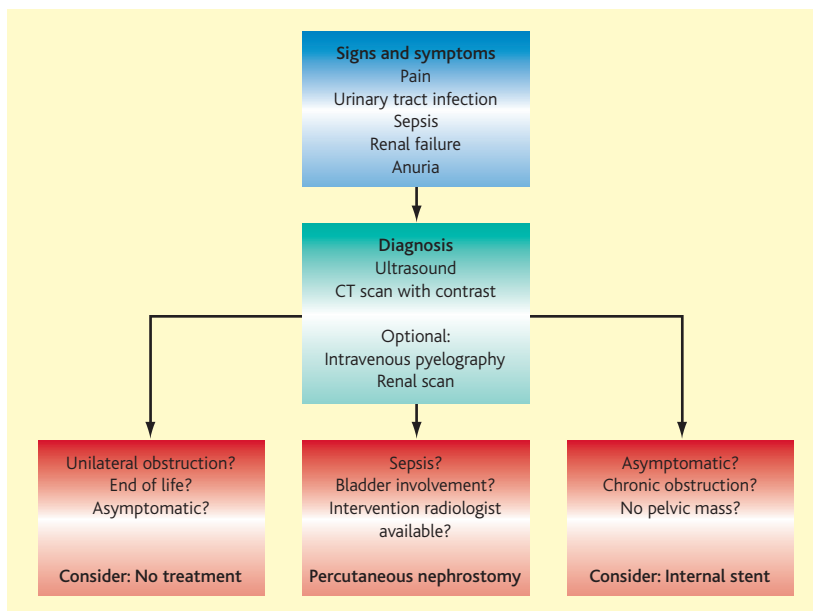 Signs and symptoms
Pain
Urinary tract infection
Sepsis
Renal failure
Anuria
Diagnosis
Ultrasound
CT scan with contrast
Optional:
Intravenous pyelography
Renal scan
Unilateral obstruction?
End of life?
Asymptomatic?
Consider: No treatment
Sepsis?
Bladder involvement?
Intervention radiologist
available?
Percutaneous nephrostomy
Asymptomatic?
Chronic obstruction?
No pelvic mass?
Consider: Internal stent